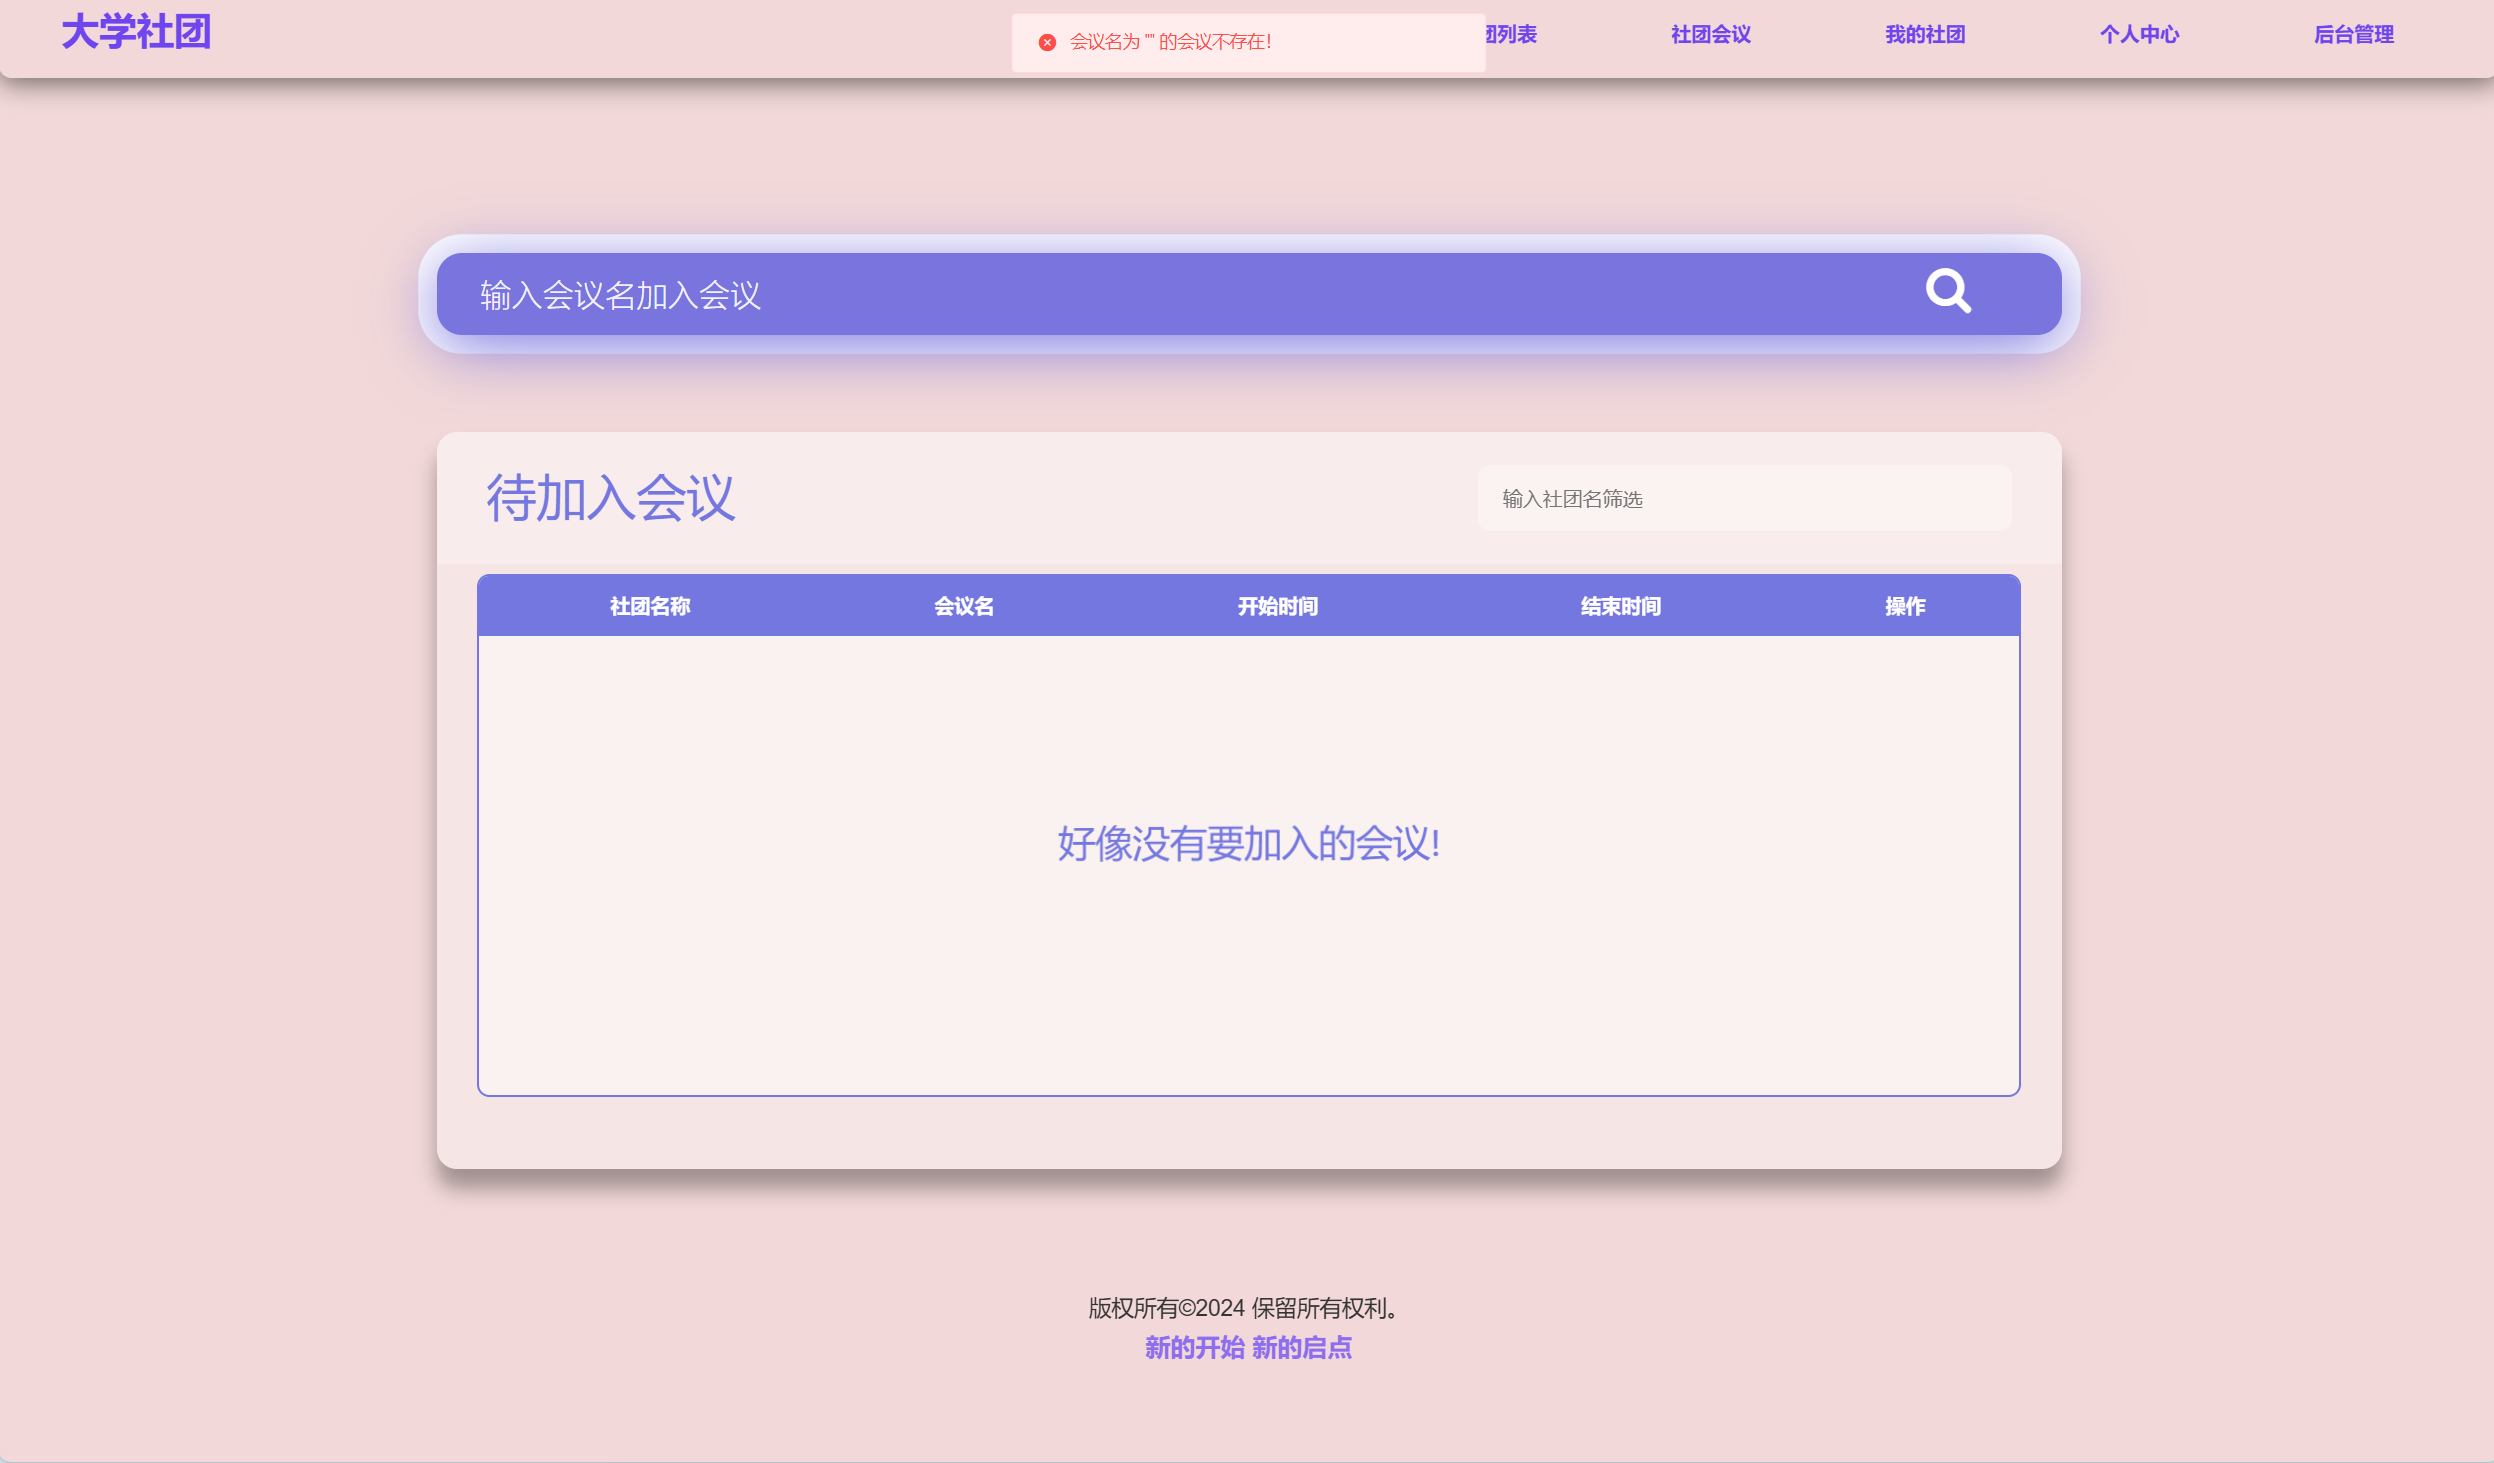 大学社团
会议名为 "" 的会议不存在!
团列表
社团会议
我的社团
个人中心
后台管理
输入会议名加入会议
待加入会议
输入社团名筛选
社团名称 会议名 开始时间 结束时间 操作
好像没有要加入的会议!
版权所有©2024 保留所有权利。
新的开始 新的启点